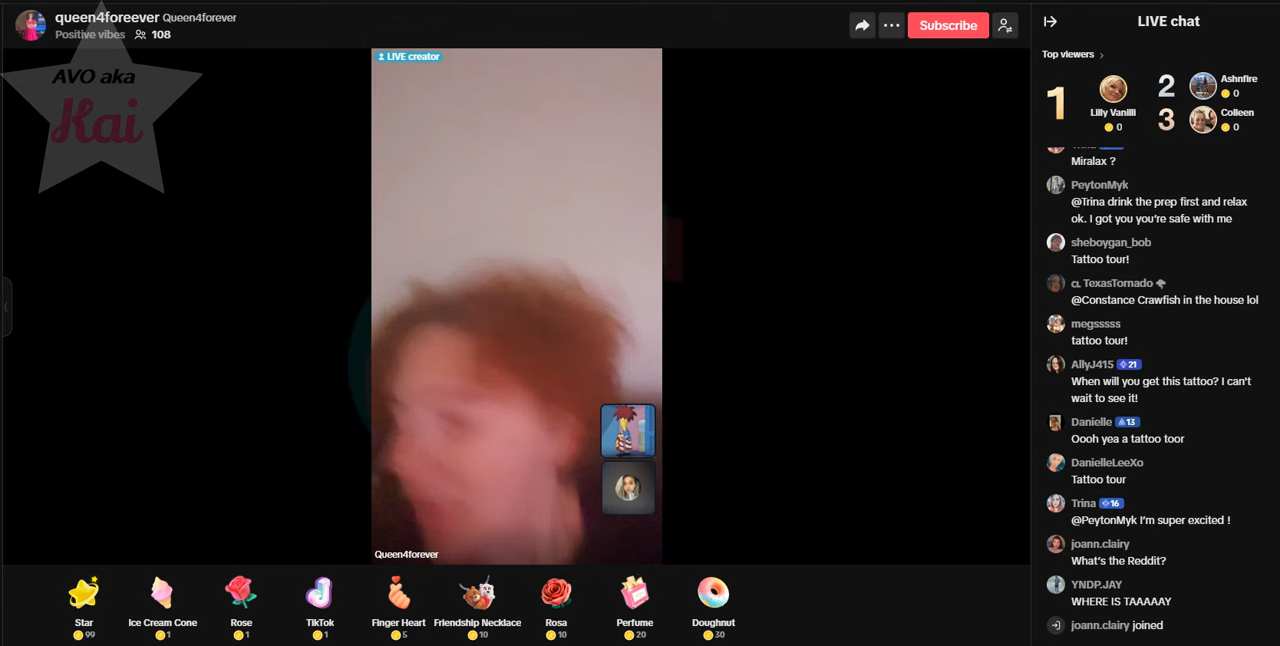 queen4foreever Queen4forever
Positive vibes 108
Subscribe
AVO aka
Kai
LIVE creator
Queen4forever
Star
99
Ice Cream Cone
1
Rose
1
TikTok
1
Finger Heart
5
Friendship Necklace
10
Rosa
10
Perfume
20
Doughnut
30
LIVE chat
Top viewers
1
Lilly Vanilli
0
2
Ashnfire
0
3
Colleen
0
Miralax ?
PeytonMyk
@Trina drink the prep first and relax
ok. I got you you're safe with me
sheboygan_bob
Tattoo tour!
TexasTornado
@Constance Crawfish in the house lol
megsssss
tattoo tour!
AllyJ415 21
When will you get this tattoo? I can't
wait to see it!
Danielle 13
Oooh yea a tattoo toor
DanielleLeeXo
Tattoo tour
Trina 16
@PeytonMyk I'm super excited !
joann.clairy
What's the Reddit?
YNDP.JAY
WHERE IS TAAAAAY
joann.clairy joined